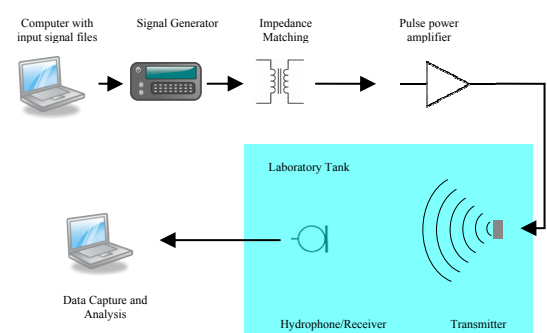 Computer with
input signal files
Signal Generator
Impedance
Matching
Pulse power
amplifier
Laboratory Tank
Data Capture and
Analysis
Hydrophone/Receiver
Transmitter